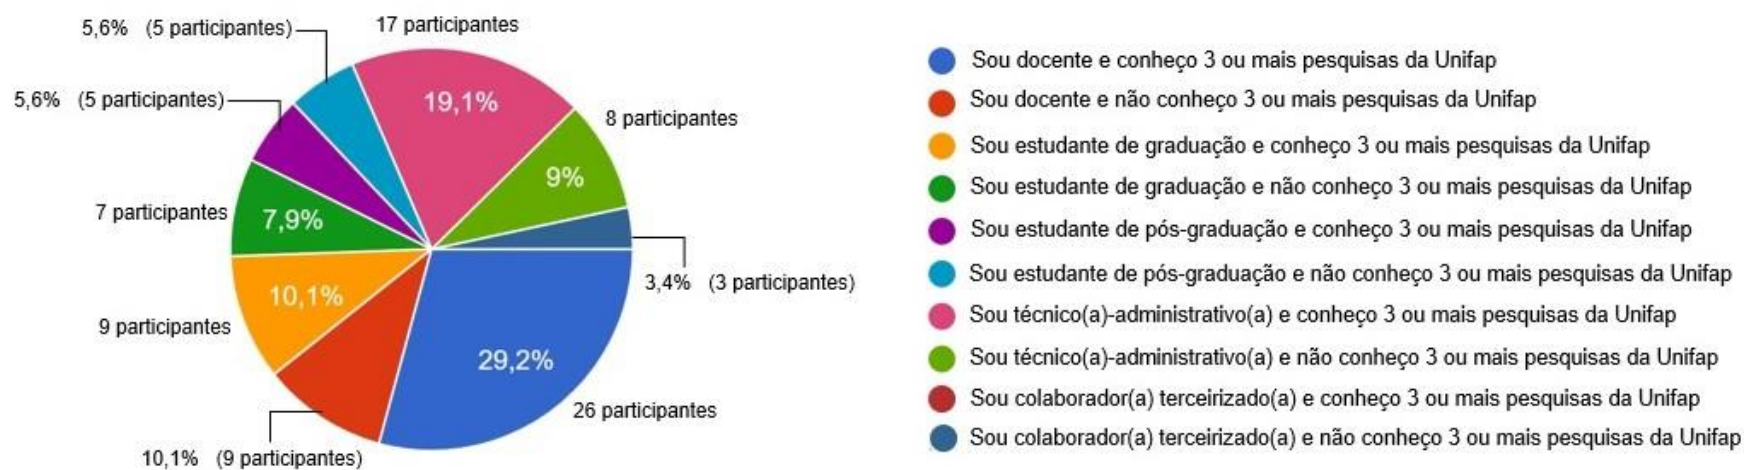 5,6% (5 participantes)
17 participantes
5,6% (5 participantes)
19,1%
8 participantes
9%
7 participantes
7,9%
3,4% (3 participantes)
10,1%
9 participantes
29,2%
26 participantes
10,1% (9 participantes)
Sou docente e conheço 3 ou mais pesquisas da Unifap
Sou docente e não conheço 3 ou mais pesquisas da Unifap
Sou estudante de graduação e conheço 3 ou mais pesquisas da Unifap
Sou estudante de graduação e não conheço 3 ou mais pesquisas da Unifap
Sou estudante de pós-graduação e conheço 3 ou mais pesquisas da Unifap
Sou estudante de pós-graduação e não conheço 3 ou mais pesquisas da Unifap
Sou técnico(a)-administrativo(a) e conheço 3 ou mais pesquisas da Unifap
Sou técnico(a)-administrativo(a) e não conheço 3 ou mais pesquisas da Unifap
Sou colaborador(a) terceirizado(a) e conheço 3 ou mais pesquisas da Unifap
Sou colaborador(a) terceirizado(a) e não conheço 3 ou mais pesquisas da Unifap